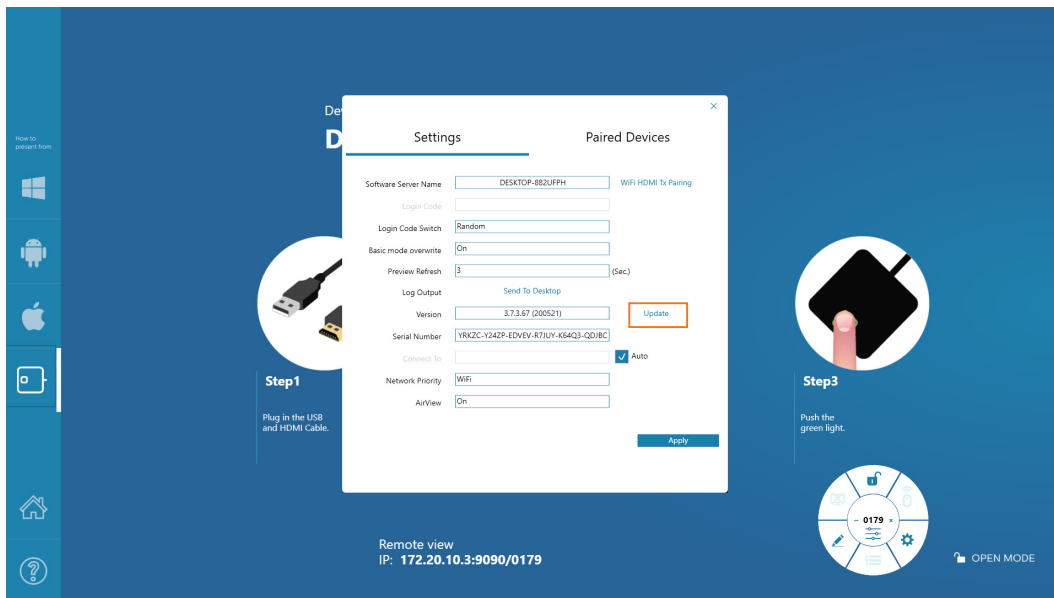 How to
present from
De
D
×
Settings
Paired Devices
Software Server Name
DESKTOP-882UFPH
WiFi HDMI Tx Pairing
Login Code
Login Code Switch
Random
Basic mode overwrite
On
Preview Refresh
3
(Sec.)
Log Output
Send To Desktop
Version
3.7.3.67 (200521)
Update
Serial Number
YRKZC-Y24ZP-EDVEV-R7JUY-K64Q3-QDJBC
Connect To
Auto
Network Priority
WiFi
AirView
On
Apply
Step1
Plug in the USB
and HDMI Cable.
Step3
Push the
green light.
0179
Remote view
IP: 172.20.10.3:9090/0179
OPEN MODE